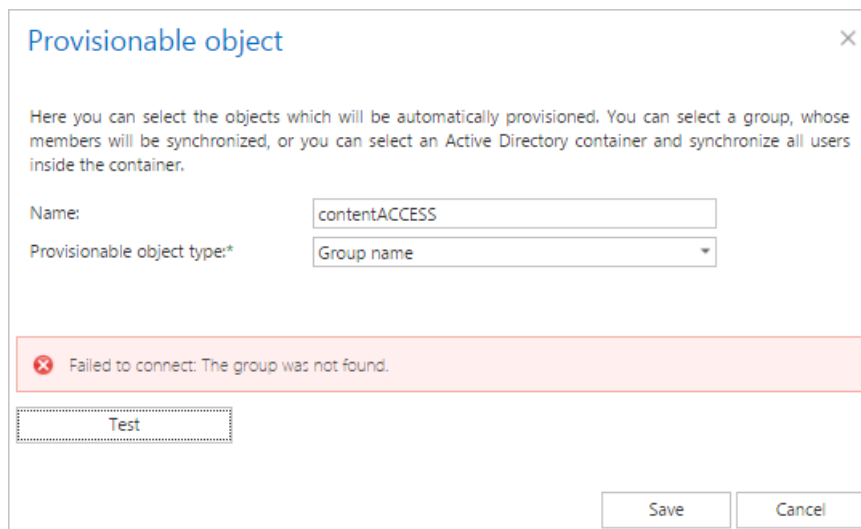 Provisionable object
Here you can select the objects which will be automatically provisioned. You can select a group, whose
members will be synchronized, or you can select an Active Directory container and synchronize all users
inside the container.
Name:
contentACCESS
Provisionable object type:*
Group name
Failed to connect: The group was not found.
Test
Save
Cancel